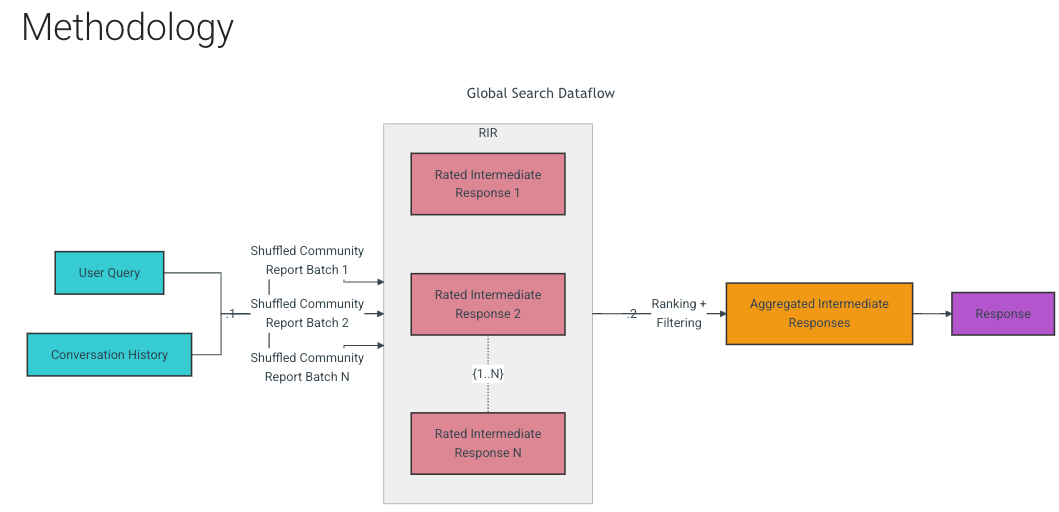 Methodology
Global Search Dataflow
RIR
Rated Intermediate
Response 1
User Query
Conversation History
.1
Shuffled Community
Report Batch 1
Shuffled Community
Report Batch 2
Shuffled Community
Report Batch N
Rated Intermediate
Response 2
{1..N}
Rated Intermediate
Response N
.2
Ranking +
Filtering
Aggregated Intermediate
Responses
Response